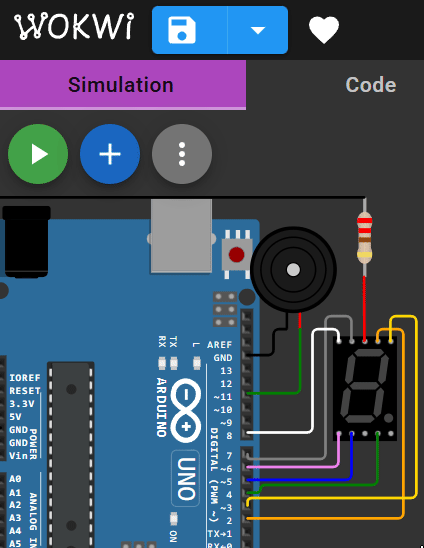 WOKWi
Simulation
Code
RX
TX
L
AREF
GND
13
12
~11
~10
~9
8
7
~6
~5
4
~3
2
TX→1
RX←0
DIGITAL (PWM ~)
ARDUINO
UNO
ON
IOREF
RESET
3.3V
5V
GND
GND
Vin
POWER
A0
A1
A2
A3
A4
A5
ANALOG IN